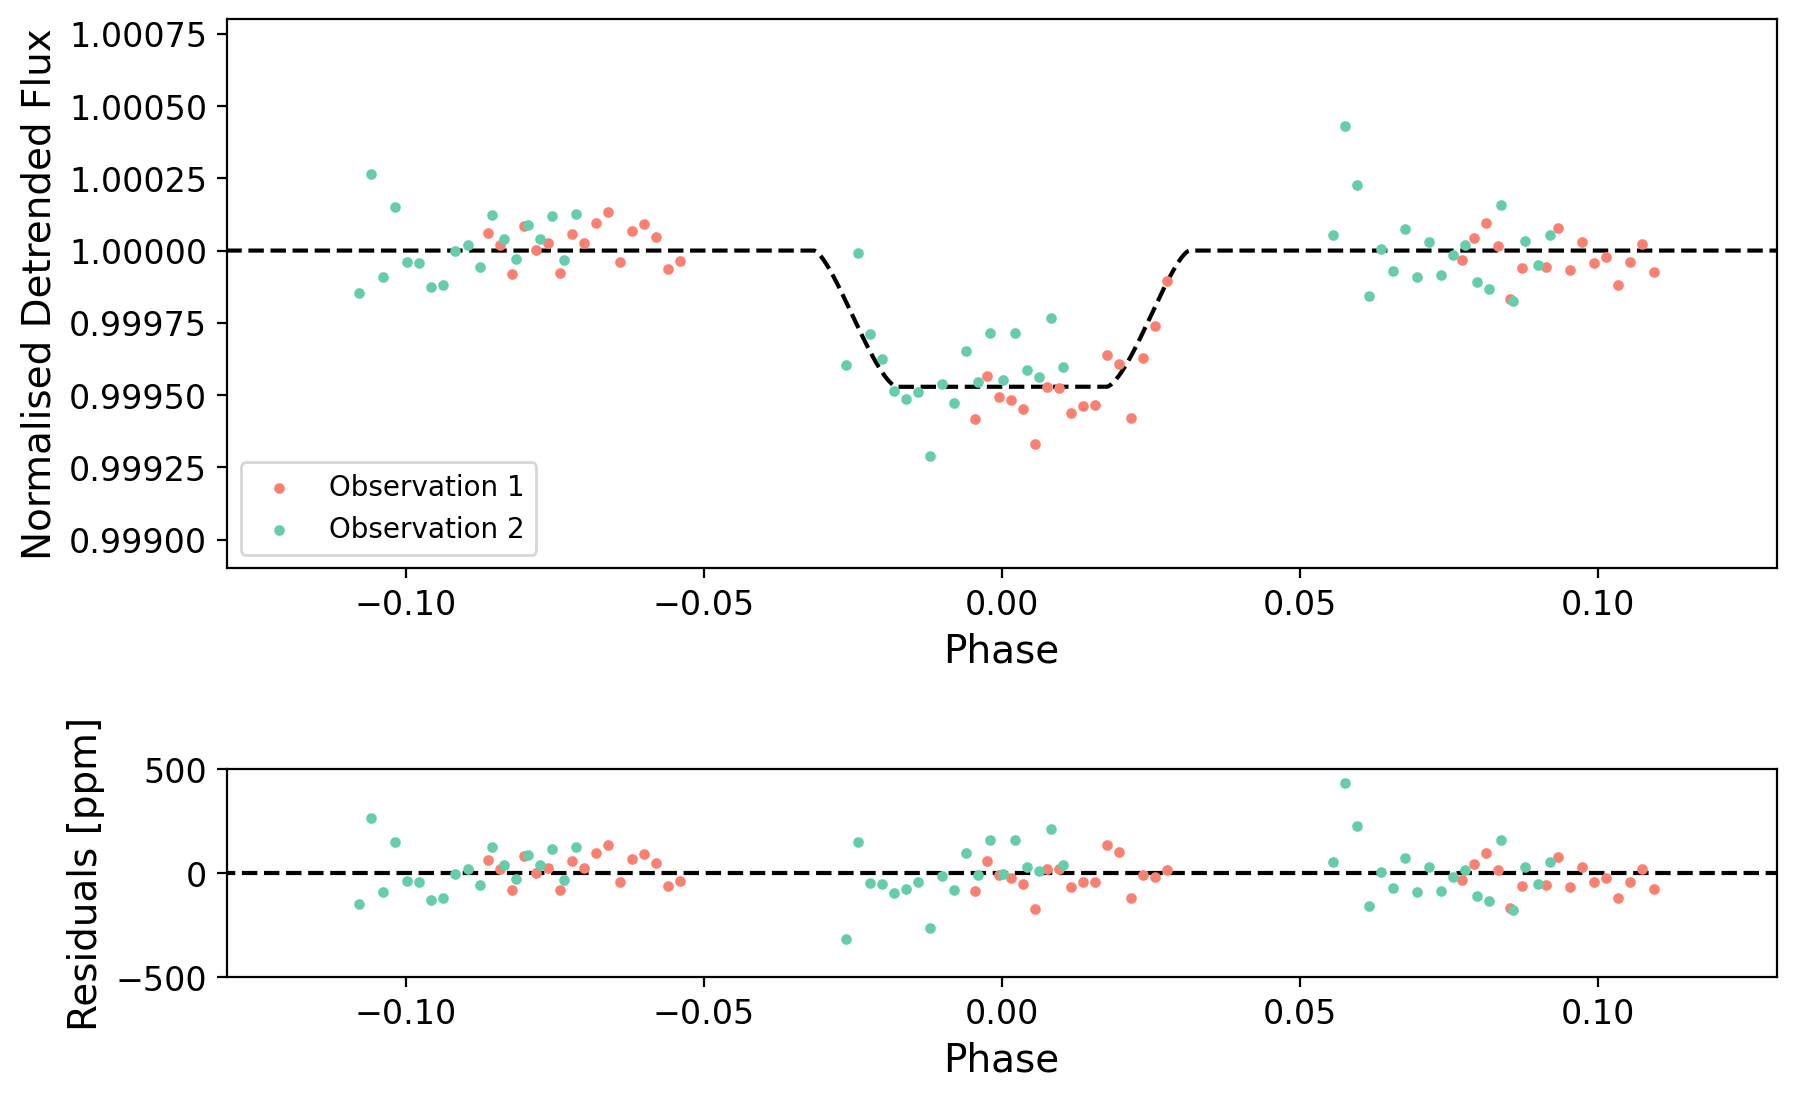 Normalised Detrended Flux
1.00075
1.00050
1.00025
1.00000
0.99975
0.99950
0.99925
0.99900
Observation 1
Observation 2
−0.10 −0.05 0.00 0.05 0.10
Phase
Residuals [ppm]
500
0
−500
−0.10 −0.05 0.00 0.05 0.10
Phase